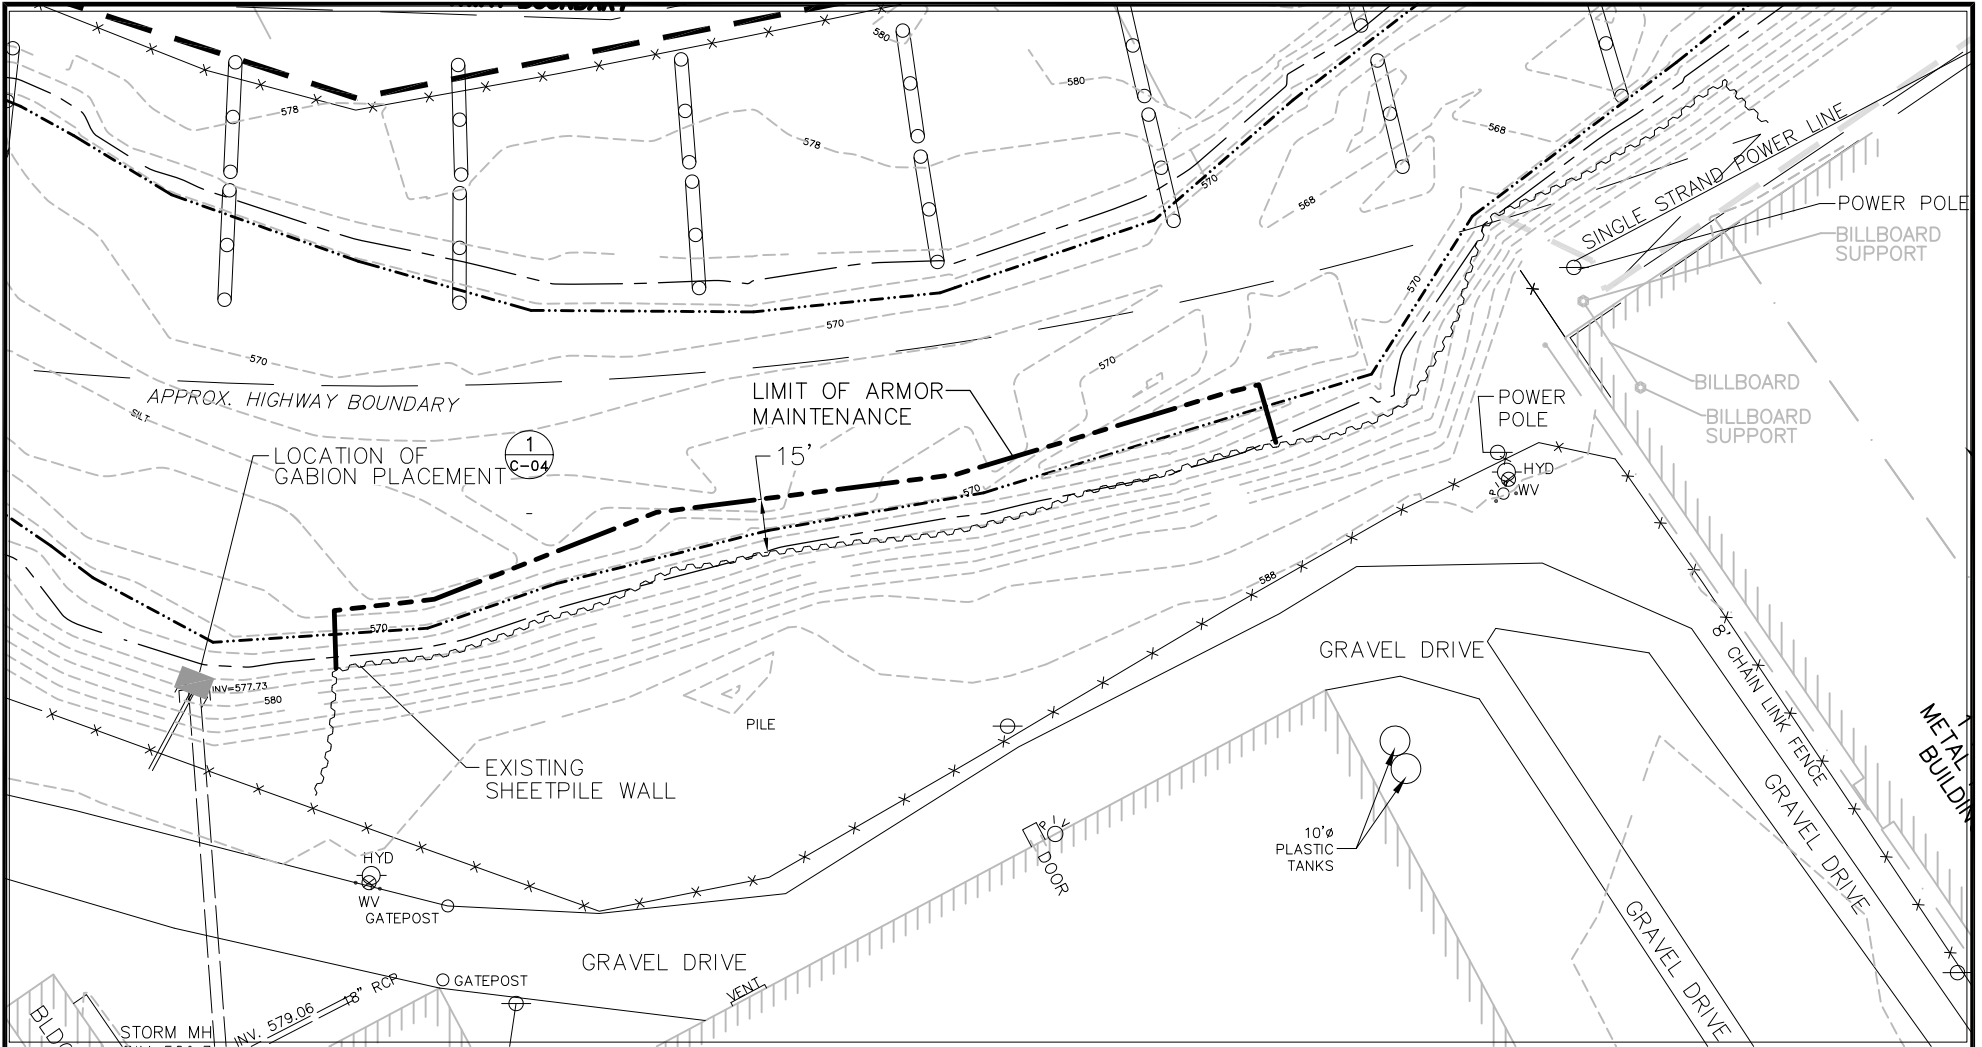 580
580
578
578
568
570
568
SINGLE STRAND POWER LINE
POWER POLE
BILLBOARD
SUPPORT
570
570
570
570
APPROX. HIGHWAY BOUNDARY
SILT
LIMIT OF ARMOR
MAINTENANCE
15'
POWER
POLE
BILLBOARD
BILLBOARD
SUPPORT
LOCATION OF
GABION PLACEMENT
1
C-04
HYD
WV
570
570
588
INV=577.73
580
GRAVEL DRIVE
8' CHAIN LINK FENCE
PILE
METAL
EXISTING
SHEETPILE WALL
GRAVEL DRIVE
PIV
DOOR
10'ø
PLASTIC
TANKS
HYD
WV
GATEPOST
GRAVEL DRIVE
GRAVEL DRIVE
GATEPOST
VENT
18" RCP
INV. 579.06
STORM MH